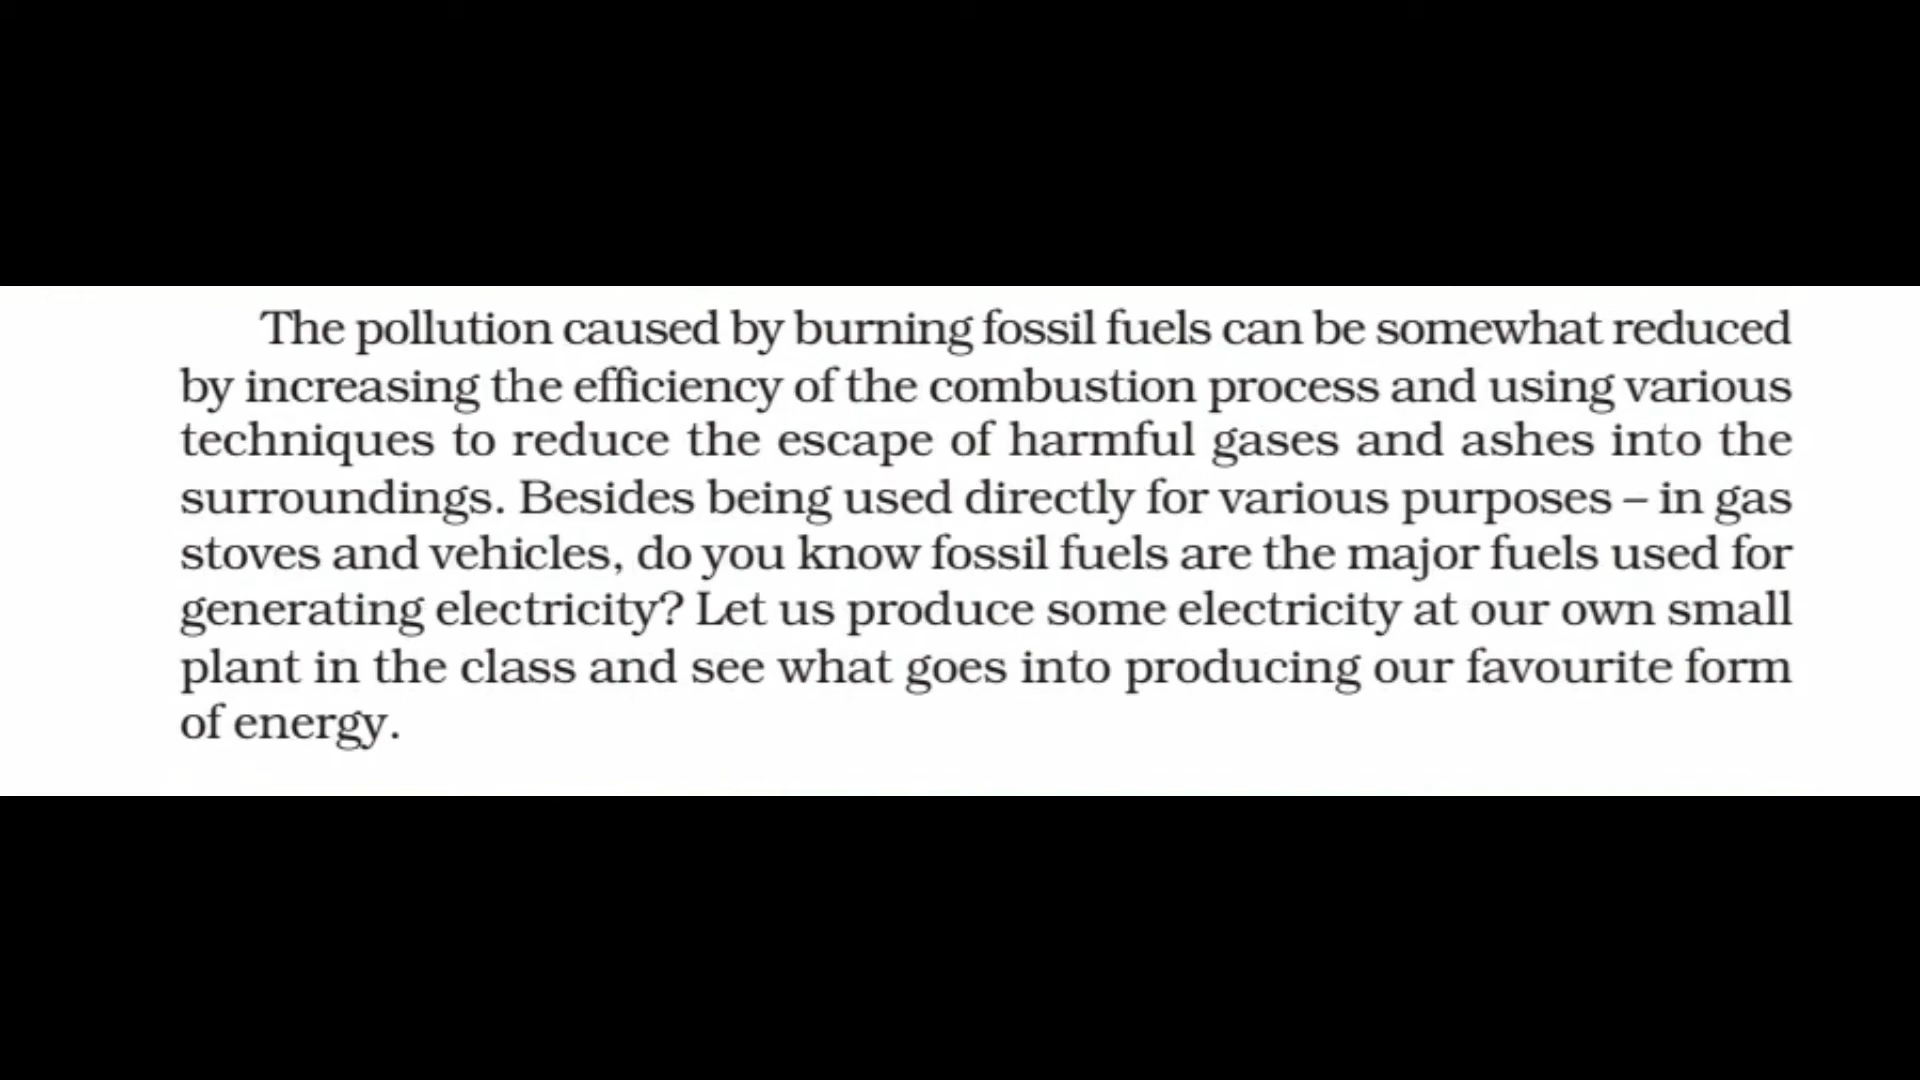 The pollution caused by burning fossil fuels can be somewhat reduced
by increasing the efficiency of the combustion process and using various
techniques to reduce the escape of harmful gases and ashes into the
surroundings. Besides being used directly for various purposes – in gas
stoves and vehicles, do you know fossil fuels are the major fuels used for
generating electricity? Let us produce some electricity at our own small
plant in the class and see what goes into producing our favourite form
of energy.